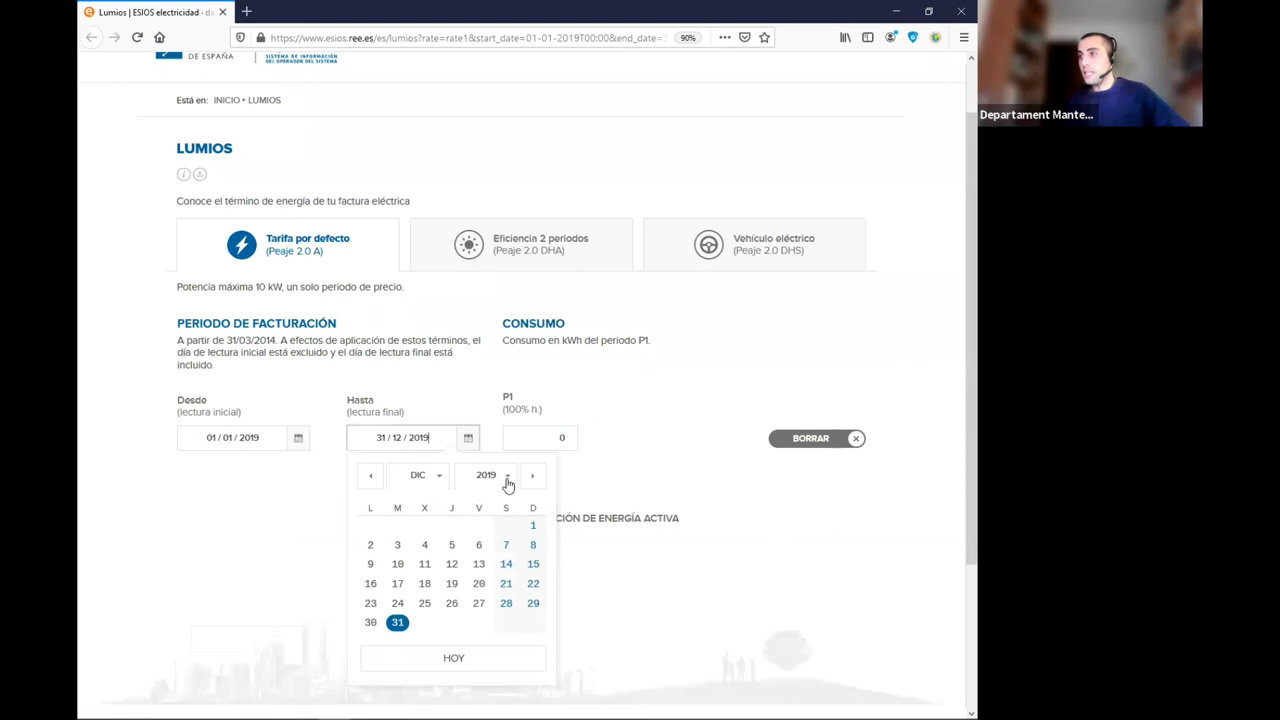 Lumios | ESIOS electricidad · da
https://www.esios.ree.es/es/lumios?rate=rate1&start_date=01-01-2019T00:00&end_date=3
90%
DE ESPAÑA
SISTEMA DE INFORMACIÓN
DEL OPERADOR DEL SISTEMA
Departament Mante...
Está en: INICIO LUMIOS
LUMIOS
Conoce el término de energía de tu factura eléctrica
Tarifa por defecto
(Peaje 2.0 A)
Eficiencia 2 periodos
(Peaje 2.0 DHA)
Vehículo eléctrico
(Peaje 2.0 DHS)
Potencia máxima 10 kW, un solo periodo de precio.
PERIODO DE FACTURACIÓN
A partir de 31/03/2014. A efectos de aplicación de estos términos, el
día de lectura inicial está excluido y el día de lectura final está
incluido.
CONSUMO
Consumo en kWh del periodo P1.
Desde
(lectura inicial)
Hasta
(lectura final)
P1
(100% h.)
01 / 01 / 2019
31 / 12 / 2019
0
BORRAR
DIC 2019
L M X J V S D
1
2 3 4 5 6 7 8
9 10 11 12 13 14 15
16 17 18 19 20 21 22
23 24 25 26 27 28 29
30 31
HOY
CIÓN DE ENERGÍA ACTIVA